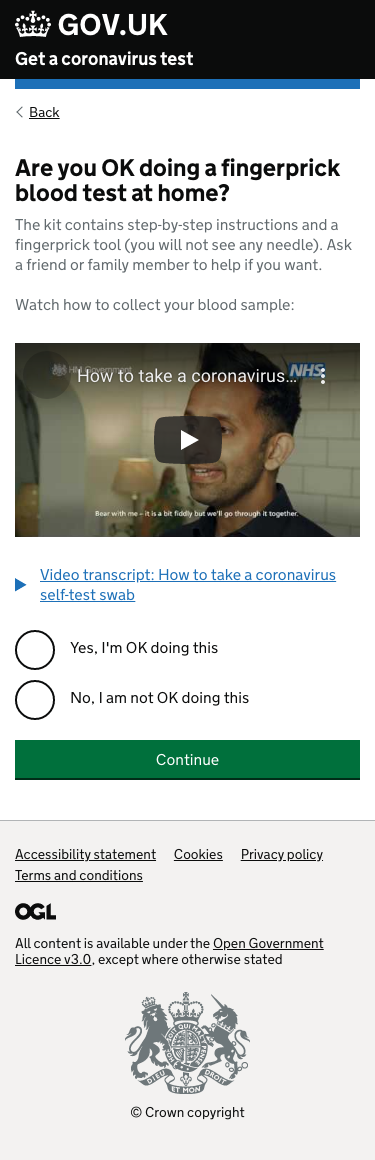 GOV.UK
Get a coronavirus test
Back
Are you OK doing a fingerprick
blood test at home?
The kit contains step-by-step instructions and a
fingerprick tool (you will not see any needle). Ask
a friend or family member to help if you want.
Watch how to collect your blood sample:
HM Government
NHS
How to take a coronavirus...
Bear with me – it is a bit fiddly but we'll go through it together.
Video transcript: How to take a coronavirus
self-test swab
Yes, I'm OK doing this
No, I am not OK doing this
Continue
Accessibility statement Cookies Privacy policy
Terms and conditions
OGL
All content is available under the Open Government
Licence v3.0, except where otherwise stated
DIEU ET MON DROIT
© Crown copyright